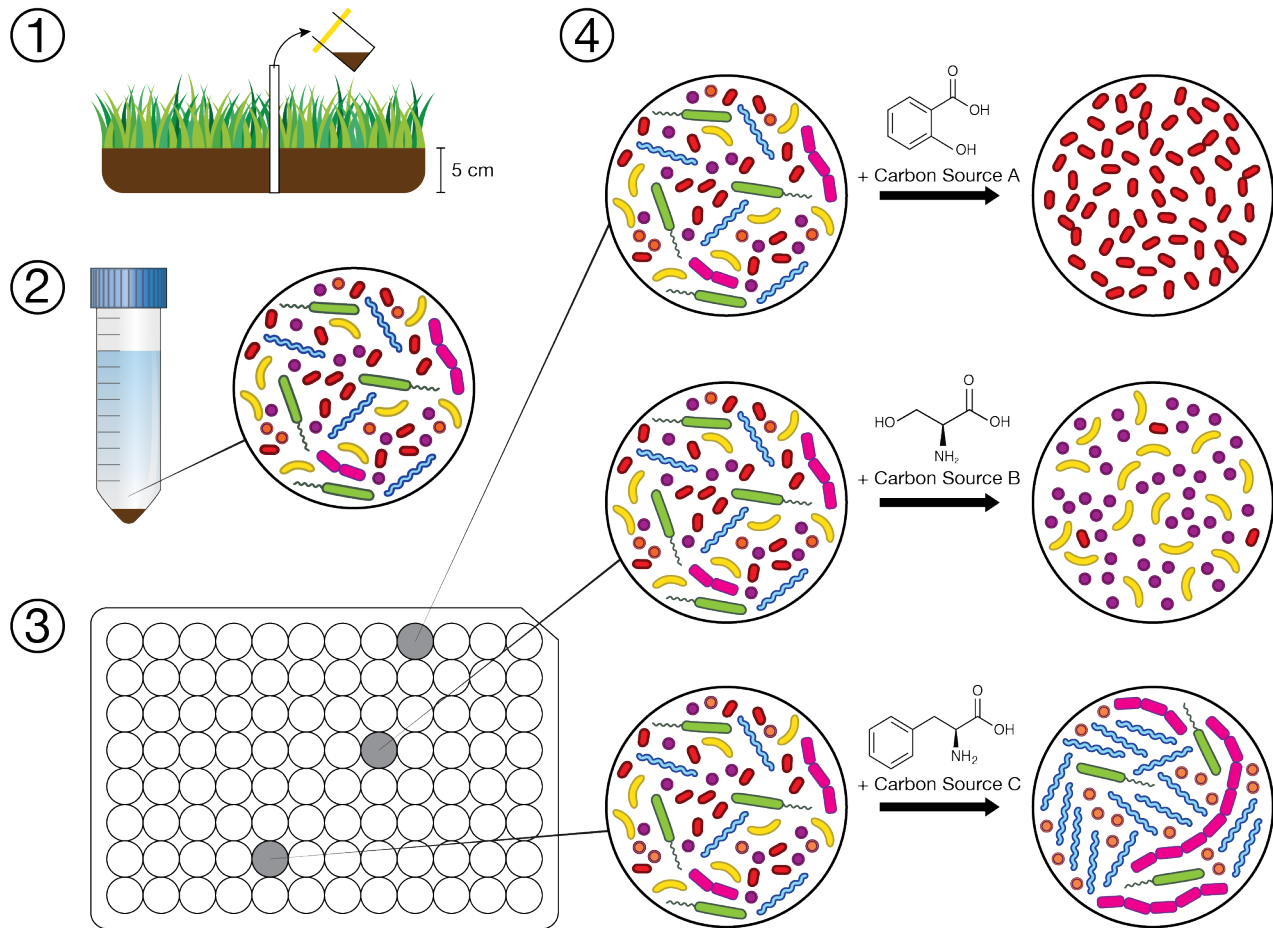 1
5 cm
2
3
4
O
OH
OH
+ Carbon Source A
O
HO
OH
NH₂
+ Carbon Source B
O
OH
NH₂
+ Carbon Source C